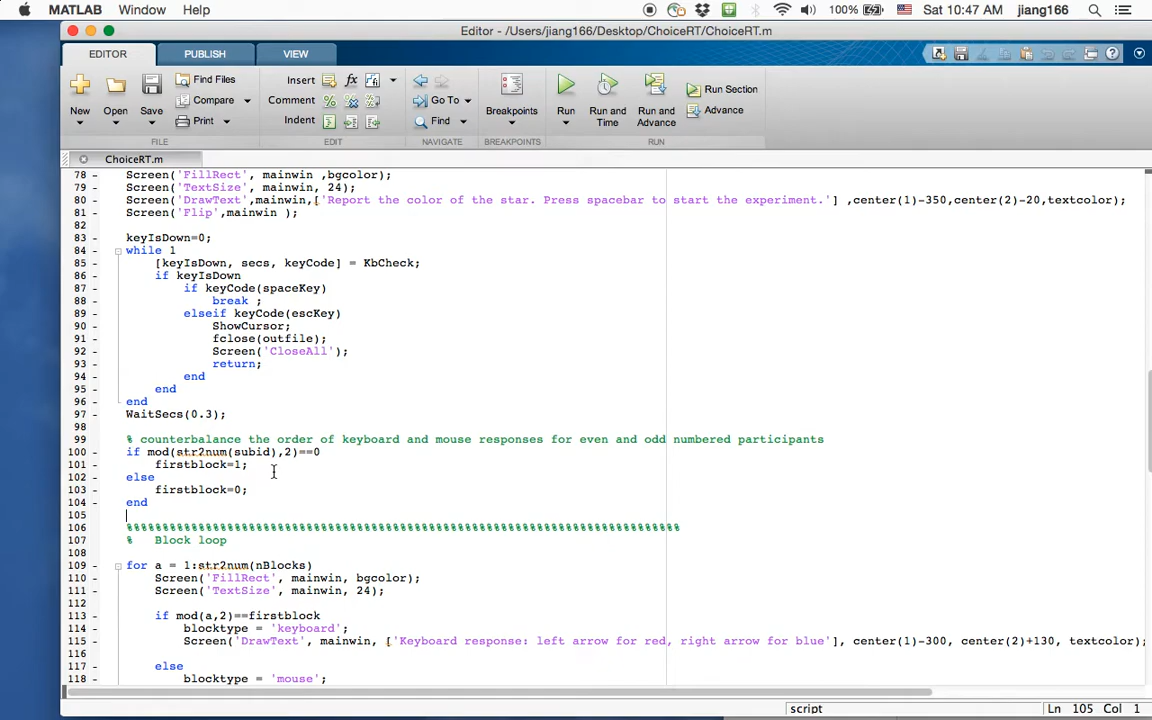 MATLAB Window Help 100% Sat 10:47 AM jiang166
Editor - /Users/jiang166/Desktop/ChoiceRT/ChoiceRT.m
EDITOR PUBLISH VIEW
New Open Save Find Files Compare Print Insert fx Comment Indent Go To Find Breakpoints Run Run and Time Run and Advance Run Section Advance
FILE EDIT NAVIGATE BREAKPOINTS RUN
ChoiceRT.m
78 - Screen('FillRect', mainwin ,bgcolor);
79 - Screen('TextSize', mainwin, 24);
80 - Screen('DrawText',mainwin,['Report the color of the star. Press spacebar to start the experiment.'] ,center(1)-350,center(2)-20,textcolor);
81 - Screen('Flip',mainwin );
82
83 - keyIsDown=0;
84 - while 1
85 - [keyIsDown, secs, keyCode] = KbCheck;
86 - if keyIsDown
87 - if keyCode(spaceKey)
88 - break ;
89 - elseif keyCode(escKey)
90 - ShowCursor;
91 - fclose(outfile);
92 - Screen('CloseAll');
93 - return;
94 - end
95 - end
96 - end
97 - WaitSecs(0.3);
98
99 % counterbalance the order of keyboard and mouse responses for even and odd numbered participants
100 - if mod(str2num(subid),2)==0
101 - firstblock=1;
102 - else
103 - firstblock=0;
104 - end
105
106 %%%%%%%%%%%%%%%%%%%%%%%%%%%%%%%%%%%%%%%%%%%%%%%%%%%%%%%%%%%%%%%%%%%%%%%%%%%%%%%
107 % Block loop
108
109 - for a = 1:str2num(nBlocks)
110 - Screen('FillRect', mainwin, bgcolor);
111 - Screen('TextSize', mainwin, 24);
112
113 - if mod(a,2)==firstblock
114 - blocktype = 'keyboard';
115 - Screen('DrawText', mainwin, ['Keyboard response: left arrow for red, right arrow for blue'], center(1)-300, center(2)+130, textcolor);
116
117 - else
118 - blocktype = 'mouse';
script Ln 105 Col 1